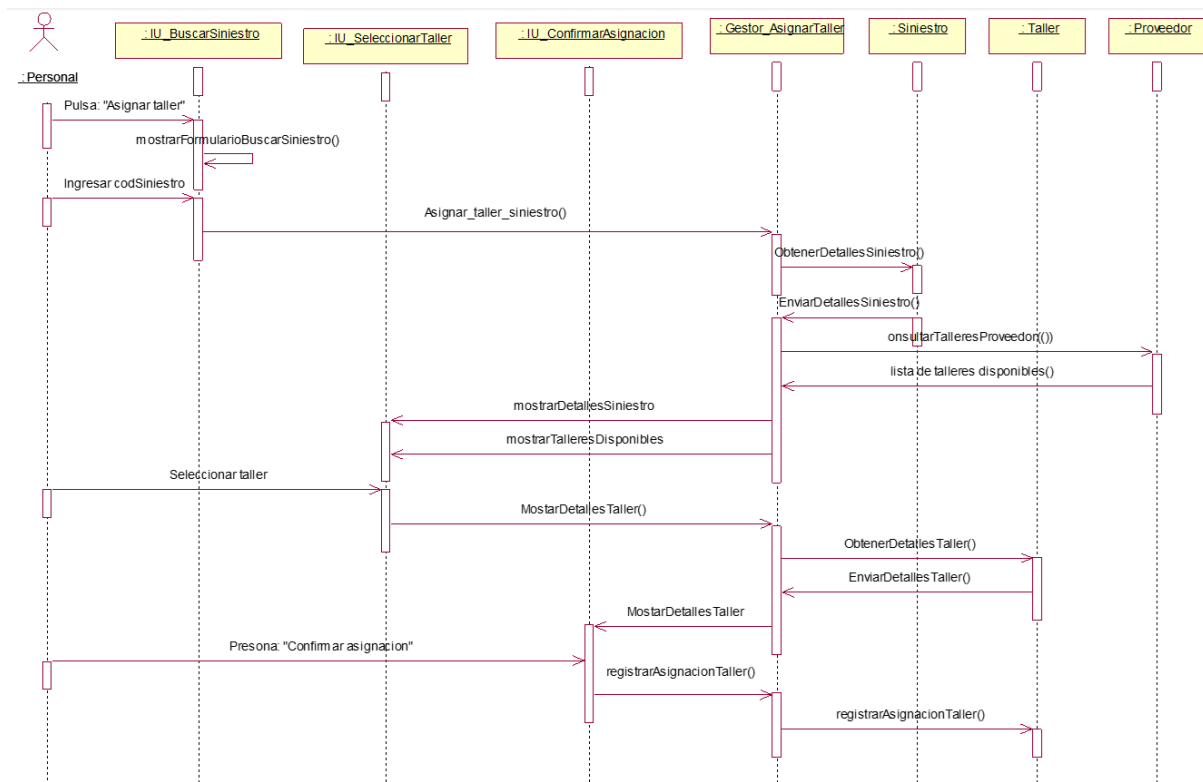 : IU_BuscarSiniestro
: IU_SeleccionarTaller
: IU_ConfirmarAsignacion
: Gestor_AsignarTaller
: Siniestro
: Taller
: Proveedor
: Personal
Pulsa: "Asignar taller"
mostrarFormularioBuscarSiniestro()
Ingresar codSiniestro
Asignar_taller_siniestro()
ObtenerDetallesSiniestro()
EnviarDetallesSiniestro()
onsultarTalleresProveedor(())
lista de talleres disponibles()
mostrarDetallesSiniestro
mostrarTalleresDisponibles
Seleccionar taller
MostarDetallesTaller()
ObtenerDetallesTaller()
EnviarDetallesTaller()
MostarDetallesTaller
Presona: "Confirmar asignacion"
registrarAsignacionTaller()
registrarAsignacionTaller()